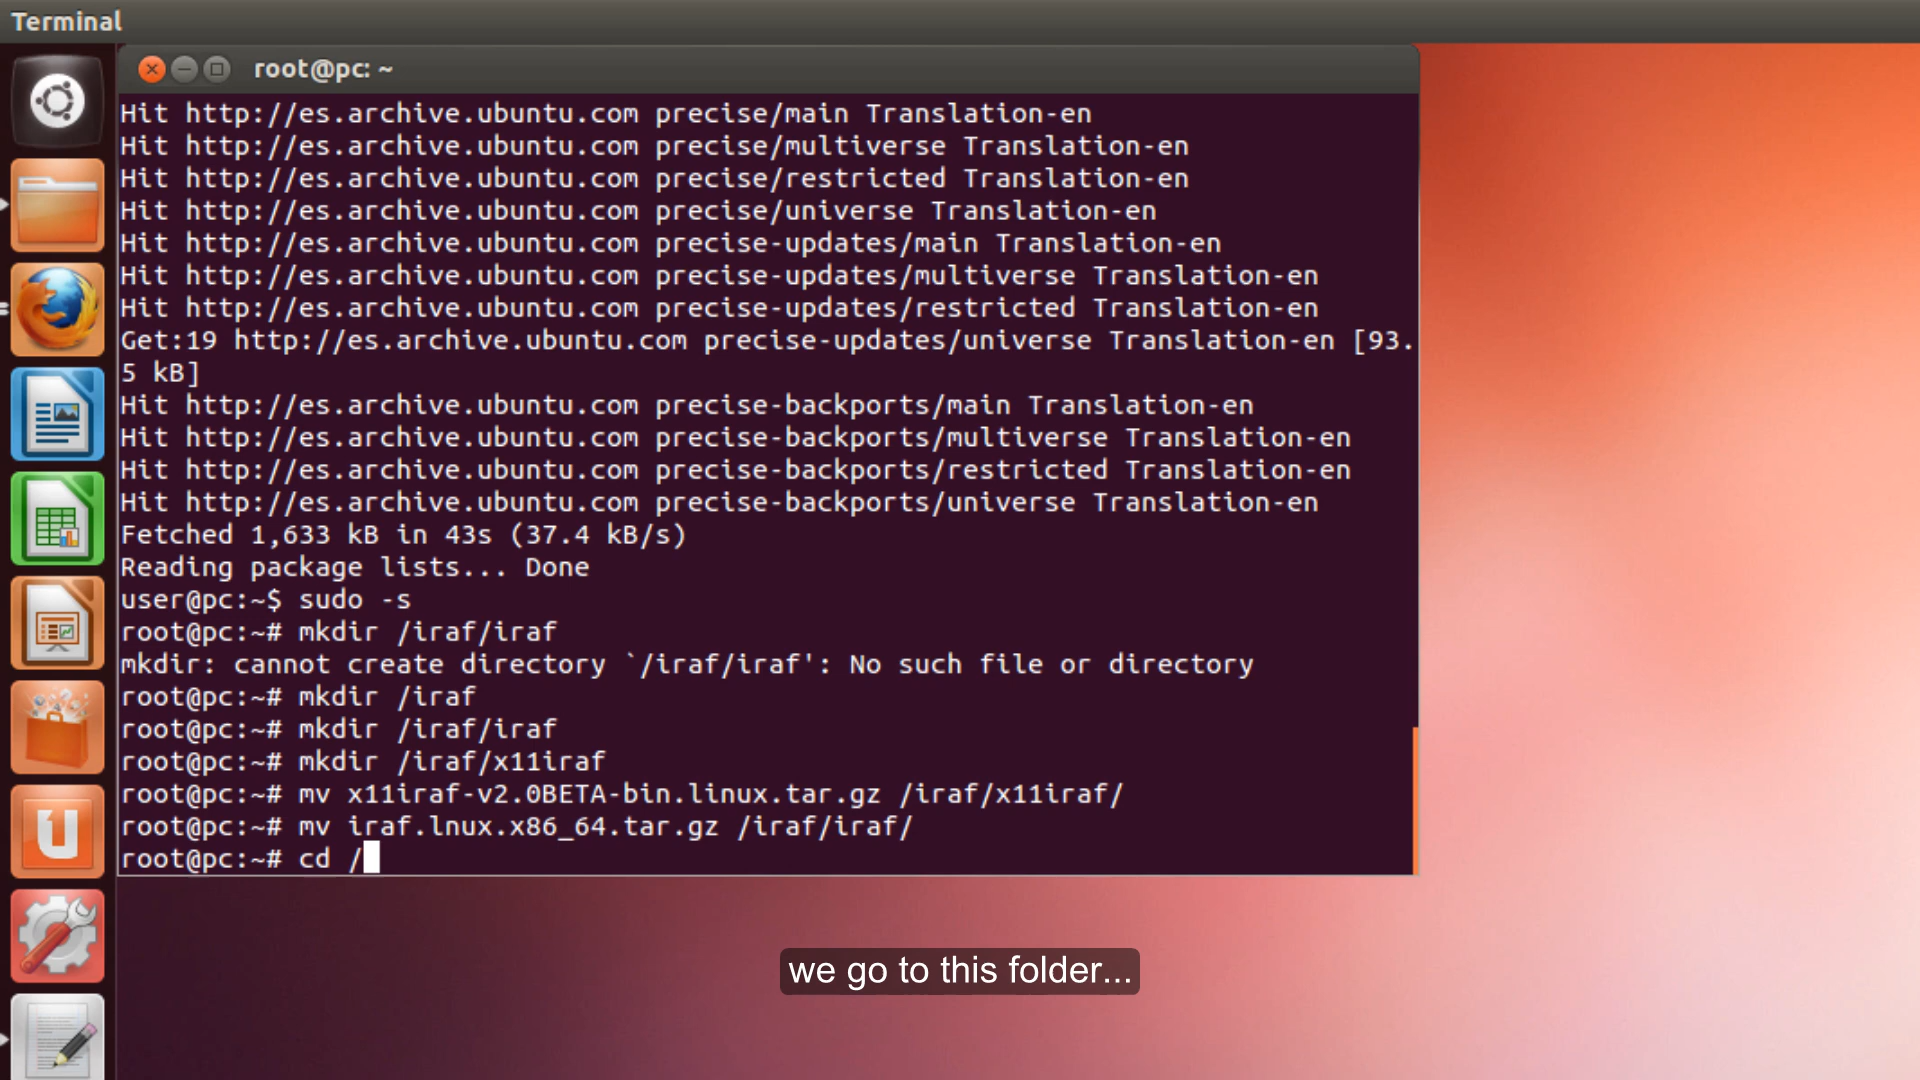 Terminal
root@pc: ~
Hit http://es.archive.ubuntu.com precise/main Translation-en
Hit http://es.archive.ubuntu.com precise/multiverse Translation-en
Hit http://es.archive.ubuntu.com precise/restricted Translation-en
Hit http://es.archive.ubuntu.com precise/universe Translation-en
Hit http://es.archive.ubuntu.com precise-updates/main Translation-en
Hit http://es.archive.ubuntu.com precise-updates/multiverse Translation-en
Hit http://es.archive.ubuntu.com precise-updates/restricted Translation-en
Get:19 http://es.archive.ubuntu.com precise-updates/universe Translation-en [93.
5 kB]
Hit http://es.archive.ubuntu.com precise-backports/main Translation-en
Hit http://es.archive.ubuntu.com precise-backports/multiverse Translation-en
Hit http://es.archive.ubuntu.com precise-backports/restricted Translation-en
Hit http://es.archive.ubuntu.com precise-backports/universe Translation-en
Fetched 1,633 kB in 43s (37.4 kB/s)
Reading package lists... Done
user@pc:~$ sudo -s
root@pc:~# mkdir /iraf/iraf
mkdir: cannot create directory `/iraf/iraf': No such file or directory
root@pc:~# mkdir /iraf
root@pc:~# mkdir /iraf/iraf
root@pc:~# mkdir /iraf/x11iraf
root@pc:~# mv x11iraf-v2.0BETA-bin.linux.tar.gz /iraf/x11iraf/
root@pc:~# mv iraf.lnux.x86_64.tar.gz /iraf/iraf/
root@pc:~# cd /
we go to this folder...